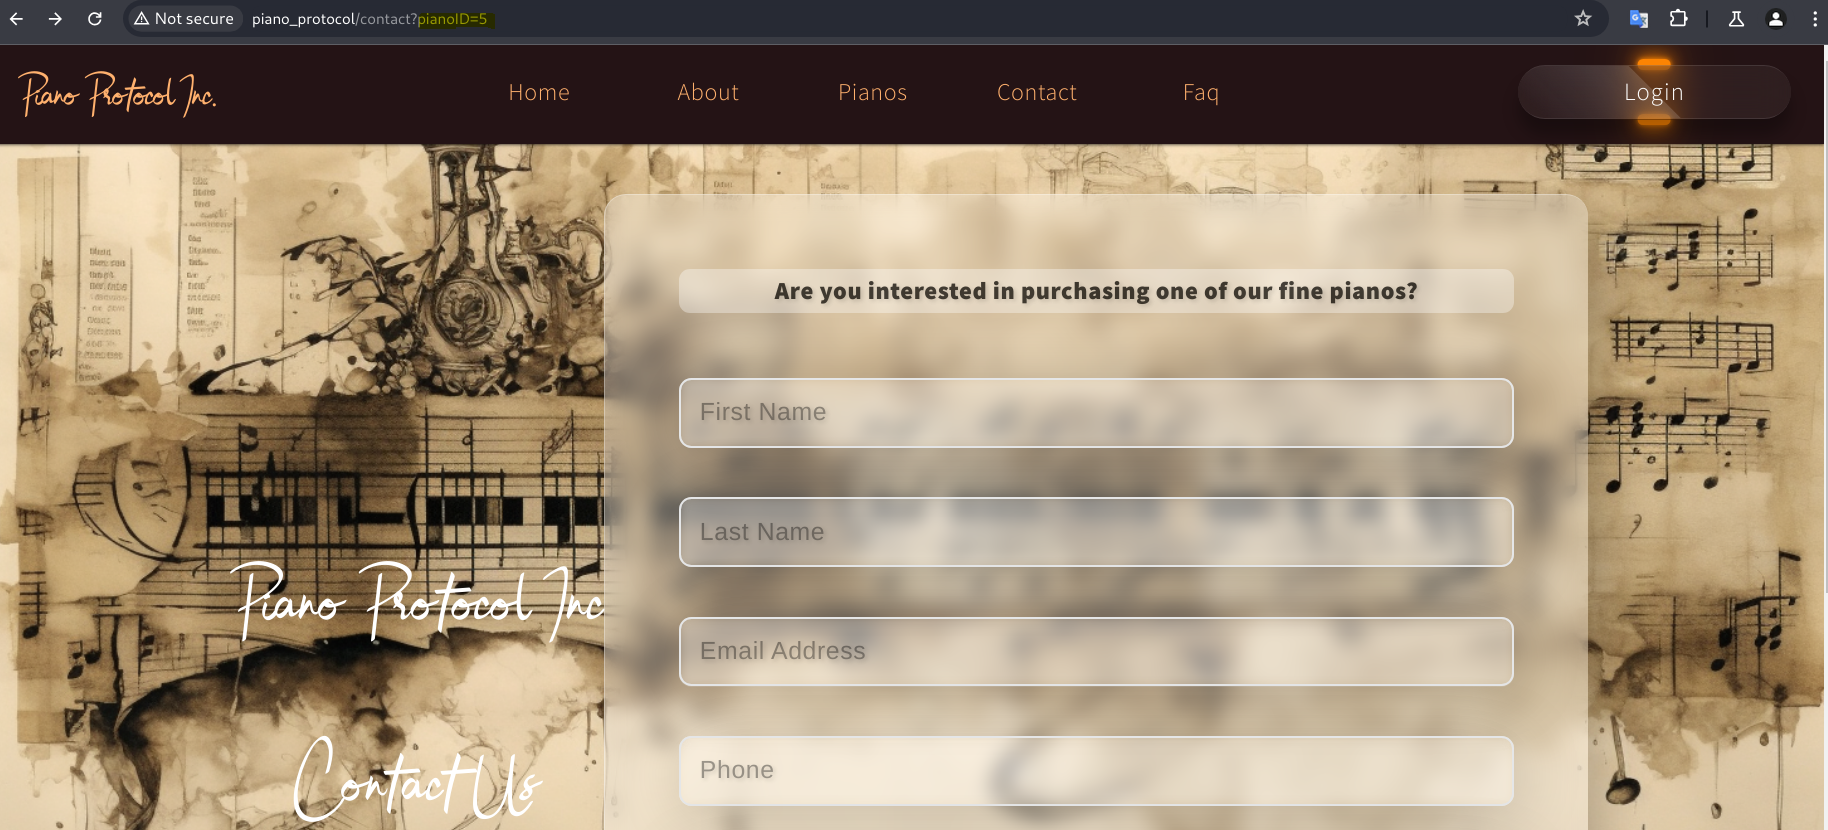 Not secure piano_protocol/contact?pianoID=5
Piano Protocol Inc.
Home About Pianos Contact Faq
Login
Are you interested in purchasing one of our fine pianos?
First Name
Last Name
Piano Protocol Inc
Email Address
Phone
Contact Us